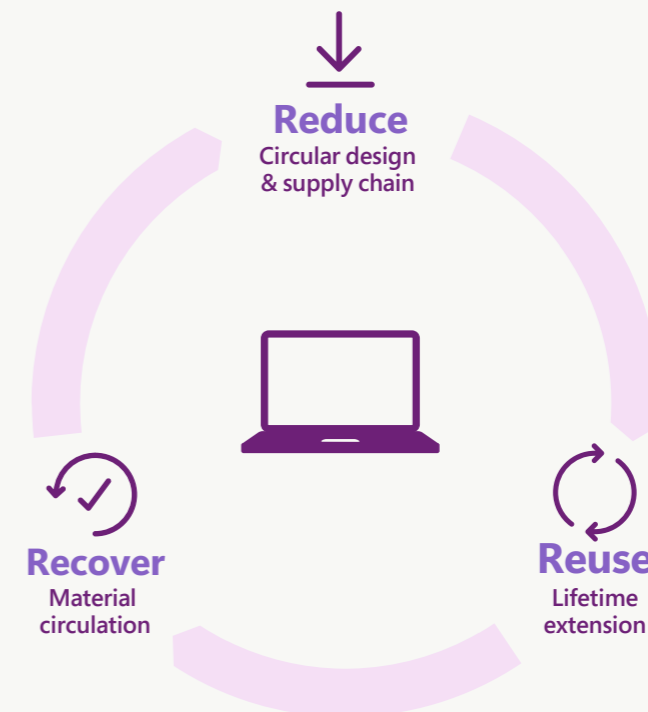 Reduce
Circular design
& supply chain
Recover
Material
circulation
Reuse
Lifetime
extension